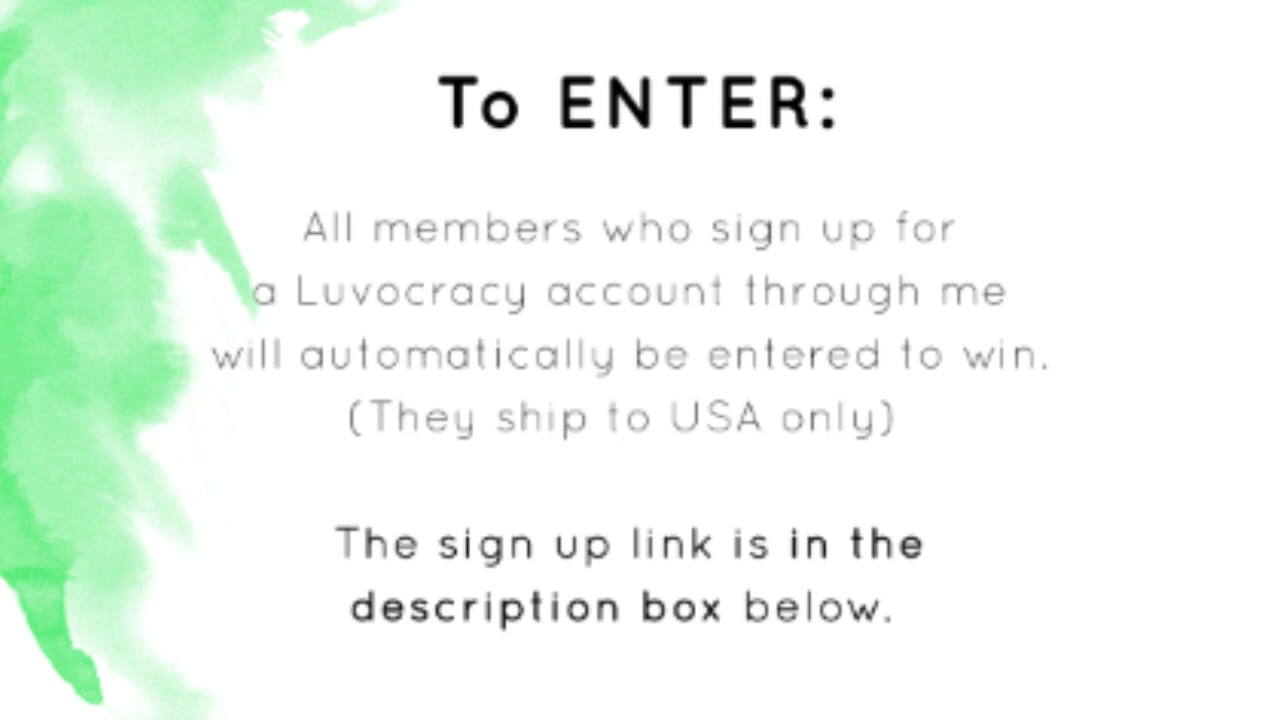 To ENTER:
All members who sign up for
a Luvocracy account through me
will automatically be entered to win.
(They ship to USA only)
The sign up link is in the
description box below.